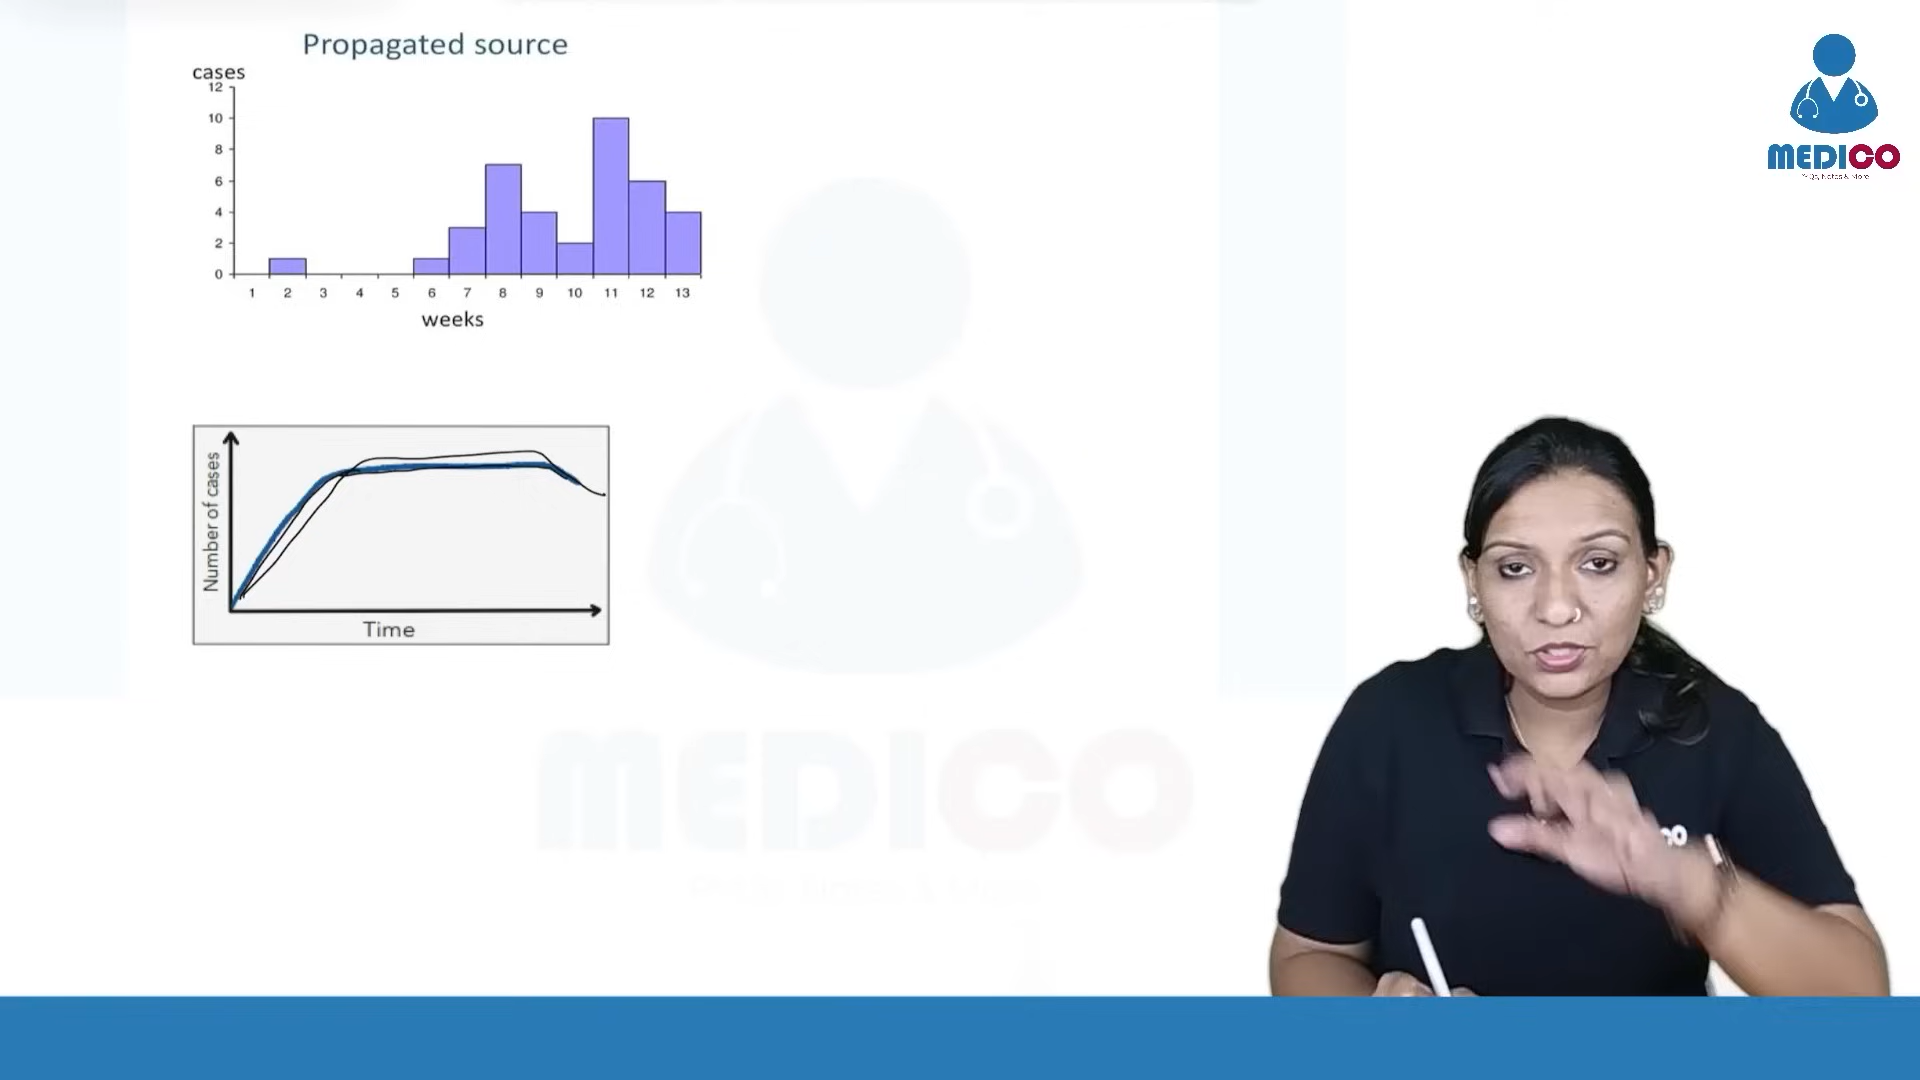 Propagated source
cases
12
10
8
6
4
2
0
1 2 3 4 5 6 7 8 9 10 11 12 13
weeks
Number of cases
Time
MEDICO
MEDICO